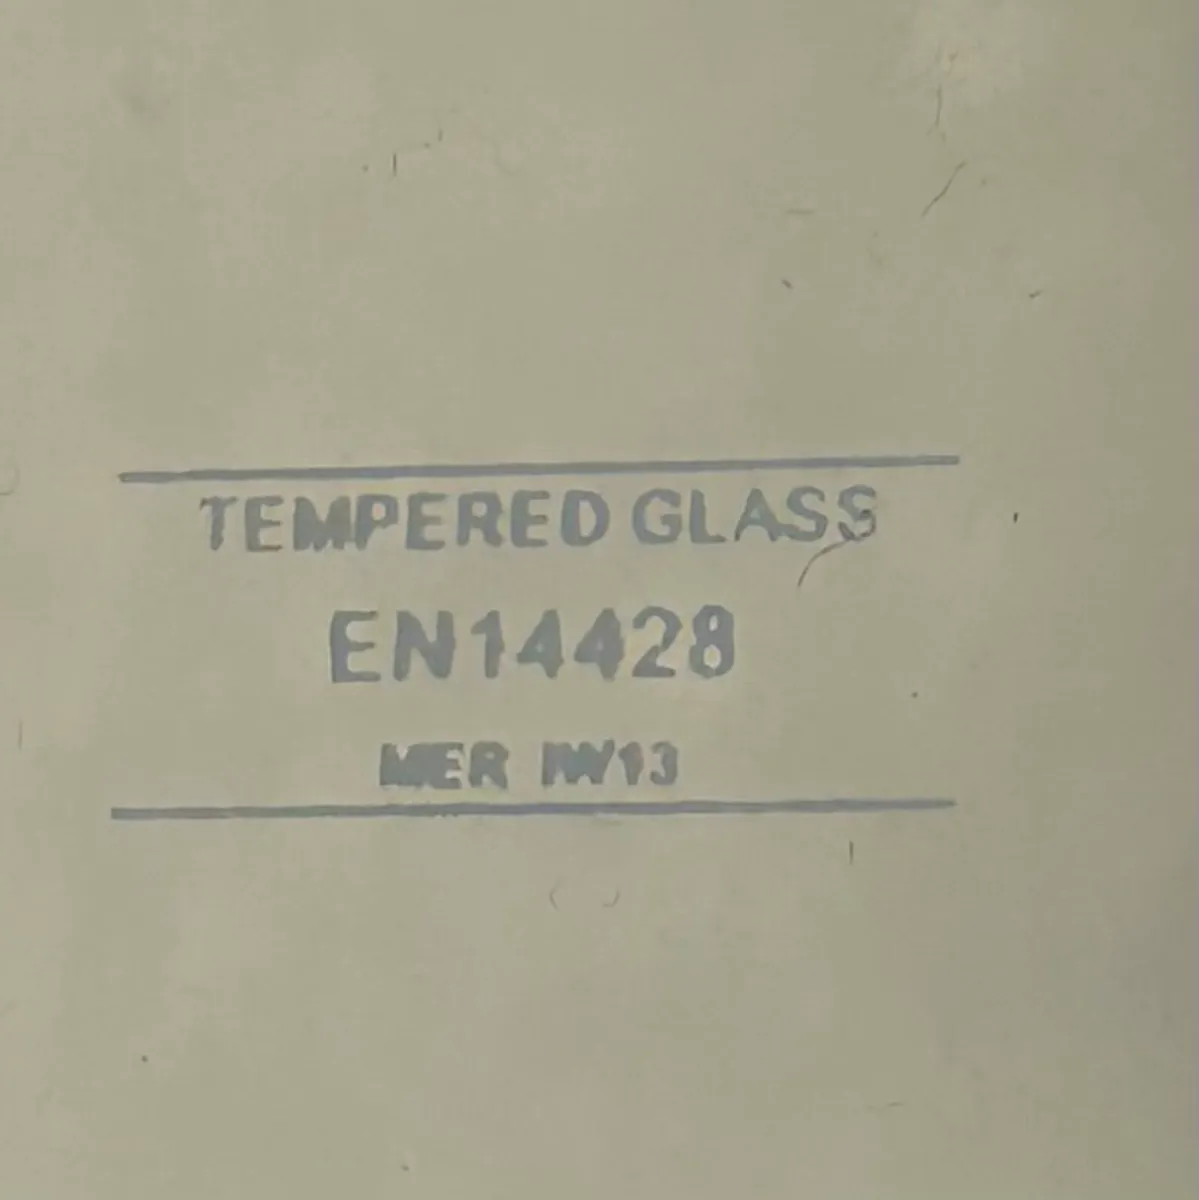 TEMPERED GLASS
EN14428
MER IW13